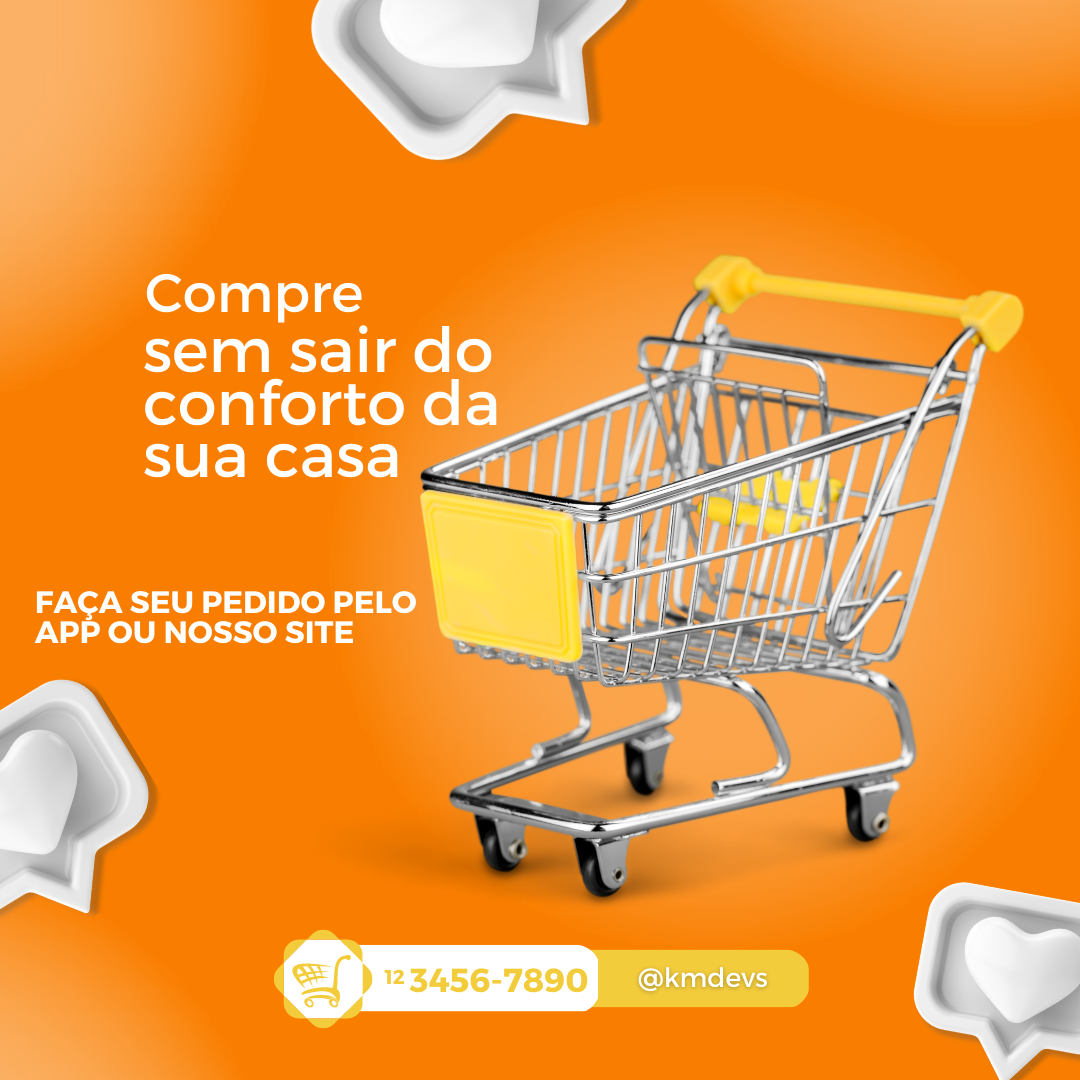 Compre
sem sair do
conforto da
sua casa
FAÇA SEU PEDIDO PELO
APP OU NOSSO SITE
12 3456-7890
@kmdevs